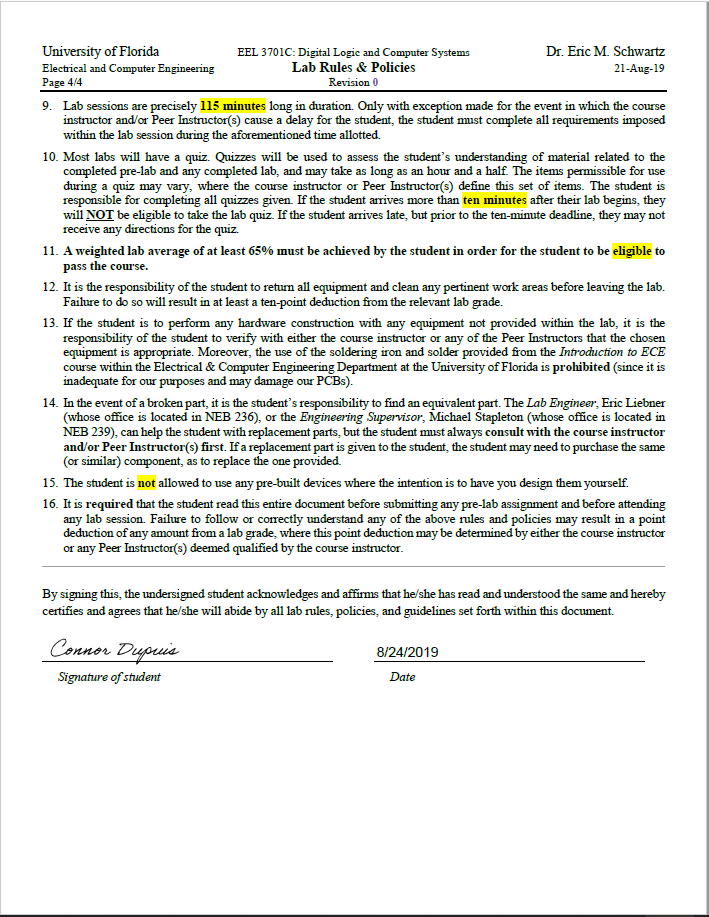 University of Florida EEL 3701C: Digital Logic and Computer Systems Dr. Eric M. Schwartz
Electrical and Computer Engineering Lab Rules & Policies 21-Aug-19
Page 4/4 Revision 0
9. Lab sessions are precisely 115 minutes long in duration. Only with exception made for the event in which the course
instructor and/or Peer Instructor(s) cause a delay for the student, the student must complete all requirements imposed
within the lab session during the aforementioned time allotted.
10. Most labs will have a quiz. Quizzes will be used to assess the student's understanding of material related to the
completed pre-lab and any completed lab, and may take as long as an hour and a half. The items permissible for use
during a quiz may vary, where the course instructor or Peer Instructor(s) define this set of items. The student is
responsible for completing all quizzes given. If the student arrives more than ten minutes after their lab begins, they
will NOT be eligible to take the lab quiz. If the student arrives late, but prior to the ten-minute deadline, they may not
receive any directions for the quiz.
11. A weighted lab average of at least 65% must be achieved by the student in order for the student to be eligible to
pass the course.
12. It is the responsibility of the student to return all equipment and clean any pertinent work areas before leaving the lab.
Failure to do so will result in at least a ten-point deduction from the relevant lab grade.
13. If the student is to perform any hardware construction with any equipment not provided within the lab, it is the
responsibility of the student to verify with either the course instructor or any of the Peer Instructors that the chosen
equipment is appropriate. Moreover, the use of the soldering iron and solder provided from the Introduction to ECE
course within the Electrical & Computer Engineering Department at the University of Florida is prohibited (since it is
inadequate for our purposes and may damage our PCBs).
14. In the event of a broken part, it is the student's responsibility to find an equivalent part. The Lab Engineer, Eric Liebner
(whose office is located in NEB 236), or the Engineering Supervisor, Michael Stapleton (whose office is located in
NEB 239), can help the student with replacement parts, but the student must always consult with the course instructor
and/or Peer Instructor(s) first. If a replacement part is given to the student, the student may need to purchase the same
(or similar) component, as to replace the one provided.
15. The student is not allowed to use any pre-built devices where the intention is to have you design them yourself.
16. It is required that the student read this entire document before submitting any pre-lab assignment and before attending
any lab session. Failure to follow or correctly understand any of the above rules and policies may result in a point
deduction of any amount from a lab grade, where this point deduction may be determined by either the course instructor
or any Peer Instructor(s) deemed qualified by the course instructor.
By signing this, the undersigned student acknowledges and affirms that he/she has read and understood the same and hereby
certifies and agrees that he/she will abide by all lab rules, policies, and guidelines set forth within this document.
Connor Dupuis 8/24/2019
Signature of student Date